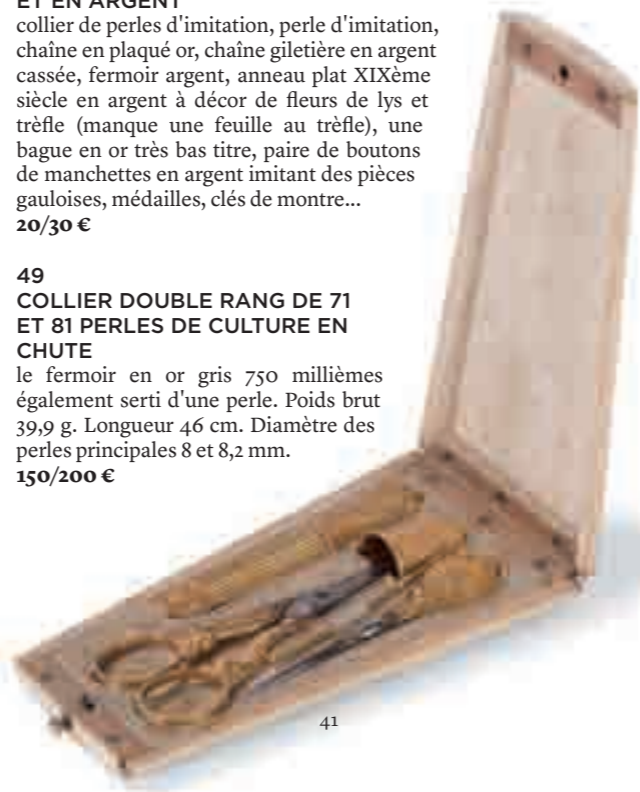 ET EN ARGENT
collier de perles d'imitation, perle d'imitation,
chaîne en plaqué or, chaîne giletière en argent
cassée, fermoir argent, anneau plat XIXème
siècle en argent à décor de fleurs de lys et
trèfle (manque une feuille au trèfle), une
bague en or très bas titre, paire de boutons
de manchettes en argent imitant des pièces
gauloises, médailles, clés de montre...
20/30 €
49
COLLIER DOUBLE RANG DE 71
ET 81 PERLES DE CULTURE EN
CHUTE
le fermoir en or gris 750 millièmes
également serti d'une perle. Poids brut
39,9 g. Longueur 46 cm. Diamètre des
perles principales 8 et 8,2 mm.
150/200 €
41